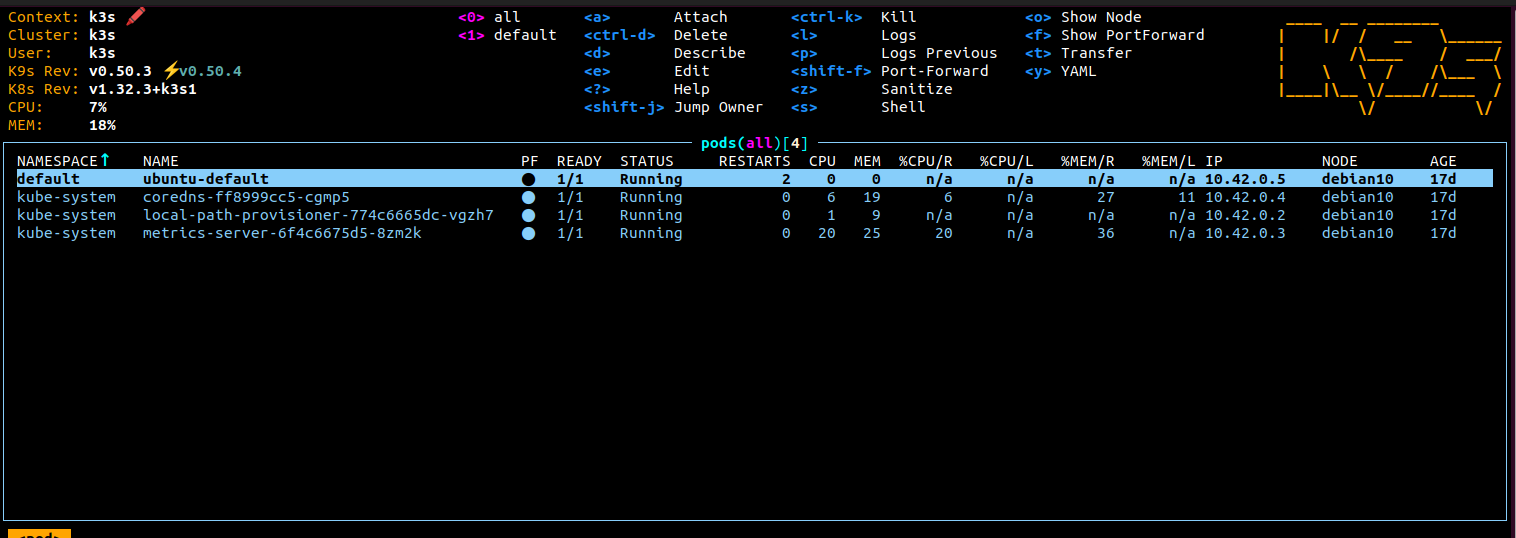 Context: k3s <0> all <a> Attach <ctrl-k> Kill <o> Show Node
Cluster: k3s <1> default <ctrl-d> Delete <l> Logs <f> Show PortForward
User: k3s <d> Describe <p> Logs Previous <t> Transfer
K9s Rev: v0.50.3 ⚡v0.50.4 <e> Edit <shift-f> Port-Forward <y> YAML
K8s Rev: v1.32.3+k3s1 <?> Help <z> Sanitize
CPU: 7% <shift-j> Jump Owner <s> Shell
MEM: 18%
pods(all)[4]
NAMESPACE↑ NAME PF READY STATUS RESTARTS CPU MEM %CPU/R %CPU/L %MEM/R %MEM/L IP NODE AGE
default ubuntu-default ● 1/1 Running 2 0 0 n/a n/a n/a n/a 10.42.0.5 debian10 17d
kube-system coredns-ff8999cc5-cgmp5 ● 1/1 Running 0 6 19 6 n/a 27 11 10.42.0.4 debian10 17d
kube-system local-path-provisioner-774c6665dc-vgzh7 ● 1/1 Running 0 1 9 n/a n/a n/a n/a 10.42.0.2 debian10 17d
kube-system metrics-server-6f4c6675d5-8zm2k ● 1/1 Running 0 20 25 20 n/a 36 n/a 10.42.0.3 debian10 17d